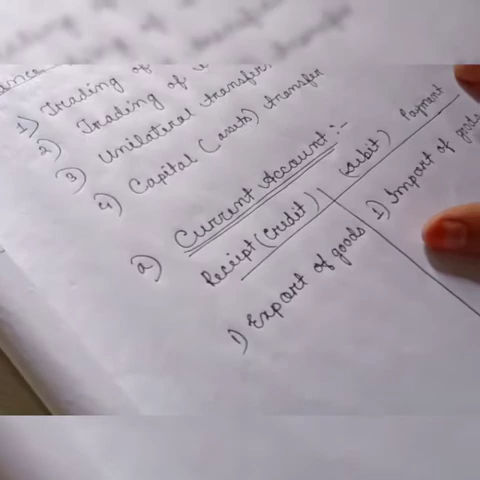 1) Trading of
2) Trading of
3) Unilateral transfer.
4) Capital (assets) transfer
a) Current Account :-
Receipt (Credit) (Debit) Payment
1) Export of goods 1) Import of goods